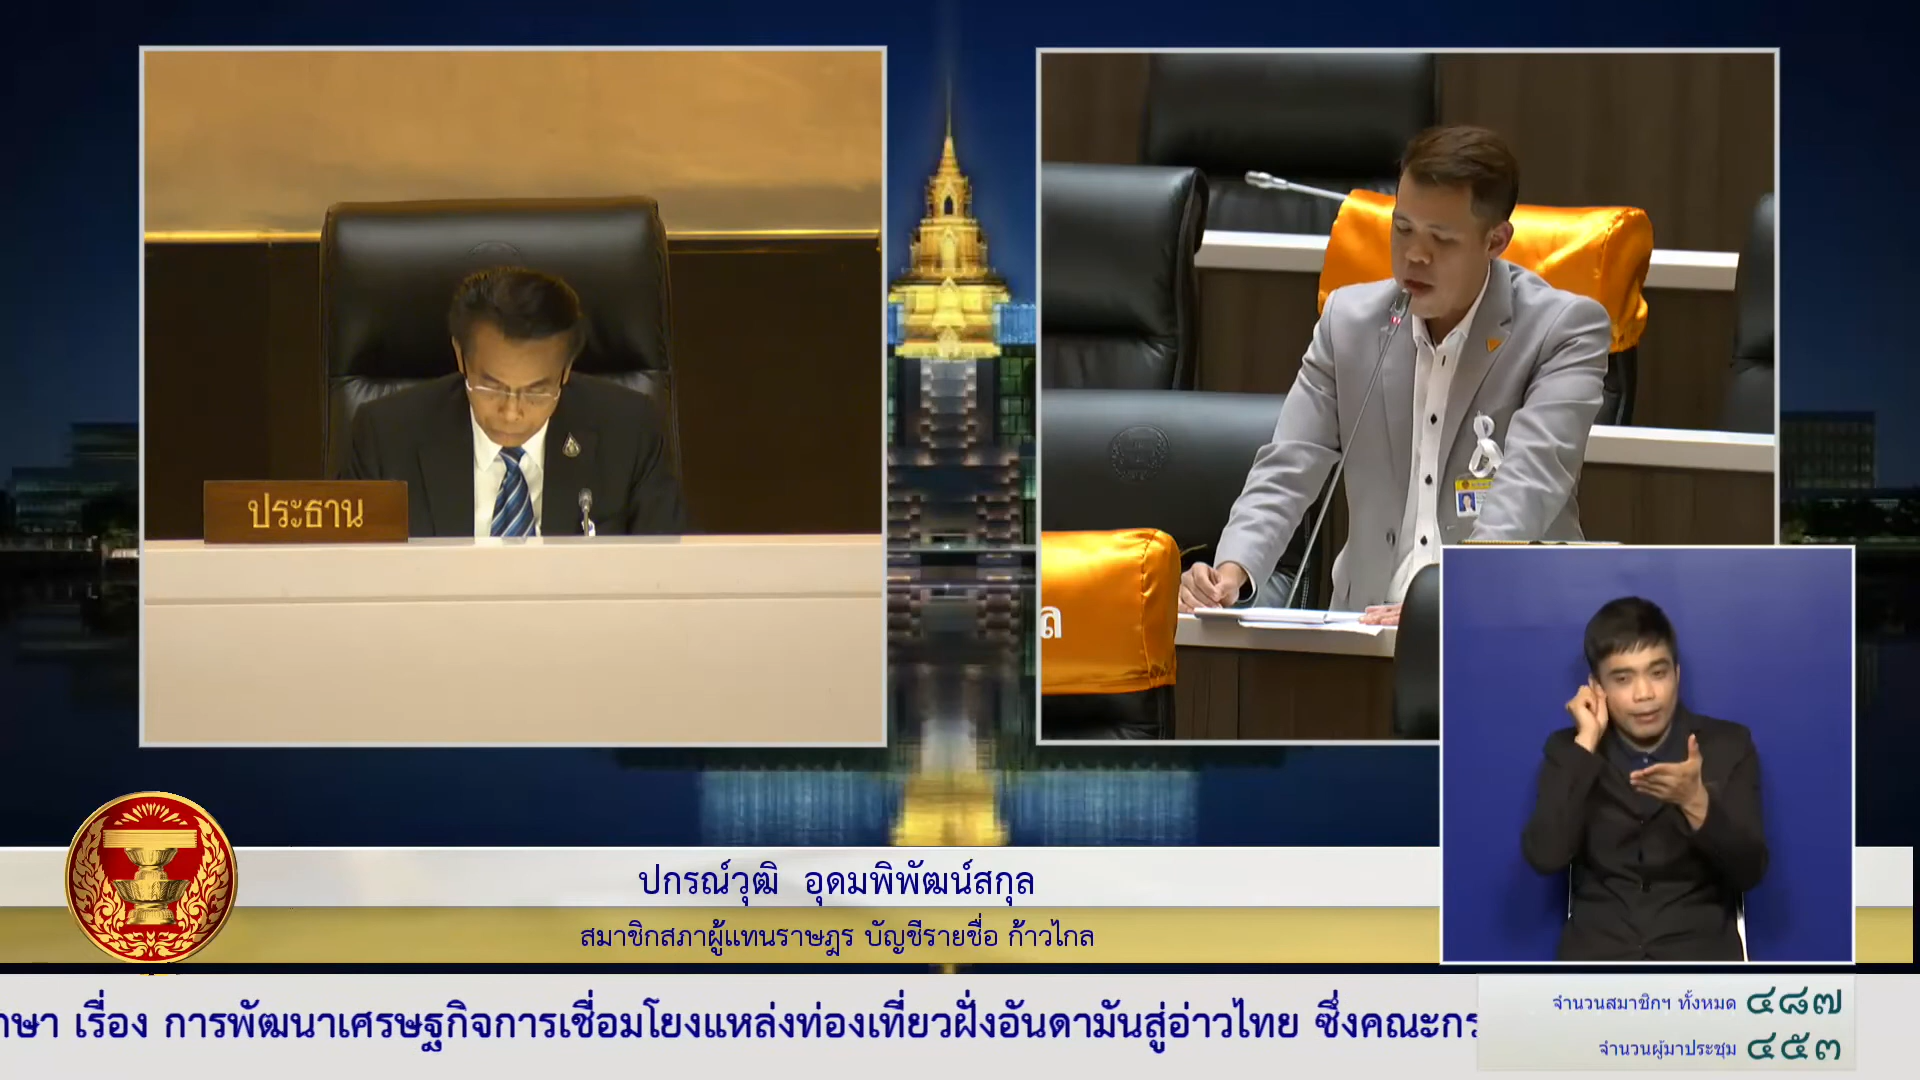 ประธาน
ล
ปกรณ์วุฒิ อุดมพิพัฒน์สกุล
สมาชิกสภาผู้แทนราษฎร บัญชีรายชื่อ ก้าวไกล
าษา เรื่อง การพัฒนาเศรษฐกิจการเชื่อมโยงแหล่งท่องเที่ยวฝั่งอันดามันสู่อ่าวไทย ซึ่งคณะกร
จำนวนสมาชิกฯ ทั้งหมด ๔๘๗
จำนวนผู้มาประชุม ๔๕๓